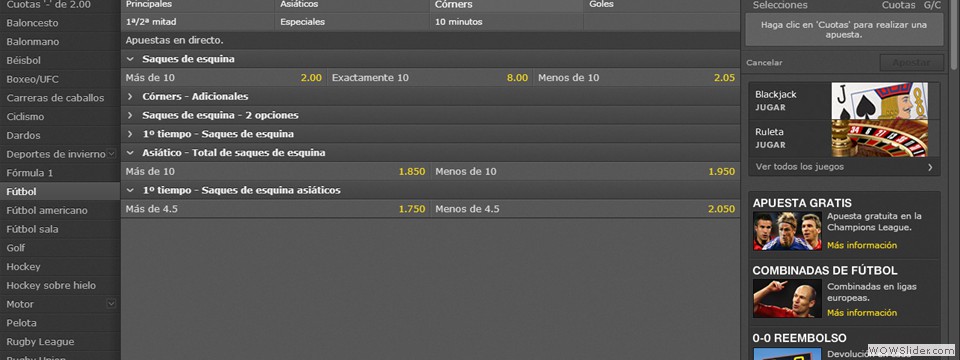 Cuotas '-' de 2.00
Baloncesto
Balonmano
Béisbol
Boxeo/UFC
Carreras de caballos
Ciclismo
Dardos
Deportes de invierno
Fórmula 1
Fútbol
Fútbol americano
Fútbol sala
Golf
Hockey
Hockey sobre hielo
Motor
Pelota
Rugby League
Rugby Union
Principales Asiáticos Córners Goles
1ª/2ª mitad Especiales 10 minutos
Apuestas en directo.
Saques de esquina
Más de 10 2.00 Exactamente 10 8.00 Menos de 10 2.05
Córners - Adicionales
Saques de esquina - 2 opciones
1º tiempo - Saques de esquina
Asiático - Total de saques de esquina
Más de 10 1.850 Menos de 10 1.950
1º tiempo - Saques de esquina asiáticos
Más de 4.5 1.750 Menos de 4.5 2.050
Selecciones Cuotas G/C
Haga clic en 'Cuotas' para realizar una
apuesta.
Cancelar Apostar
Blackjack
JUGAR
Ruleta
JUGAR
Ver todos los juegos
APUESTA GRATIS
Apuesta gratuita en la
Champions League.
Más información
COMBINADAS DE FÚTBOL
Combinadas en ligas
europeas.
Más información
0-0 REEMBOLSO
WOWSlider.com